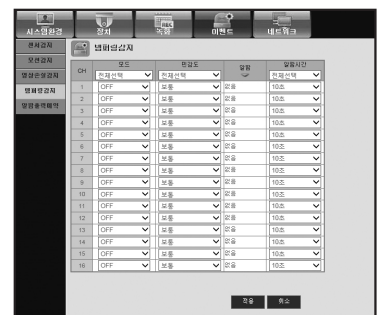 시스템환경 장치 REC 녹화 이벤트 네트워크
센서감지
모션감지
영상손실감지
탬퍼링감지
알람출력예약
탬퍼링감지
CH 모드 민감도 알람 알람시간
전체선택 전체선택 전체선택
1 OFF 보통 없음 10초
2 OFF 보통 없음 10초
3 OFF 보통 없음 10초
4 OFF 보통 없음 10초
5 OFF 보통 없음 10초
6 OFF 보통 없음 10초
7 OFF 보통 없음 10초
8 OFF 보통 없음 10초
9 OFF 보통 없음 10초
10 OFF 보통 없음 10초
11 OFF 보통 없음 10초
12 OFF 보통 없음 10초
13 OFF 보통 없음 10초
14 OFF 보통 없음 10초
15 OFF 보통 없음 10초
16 OFF 보통 없음 10초
적용 취소